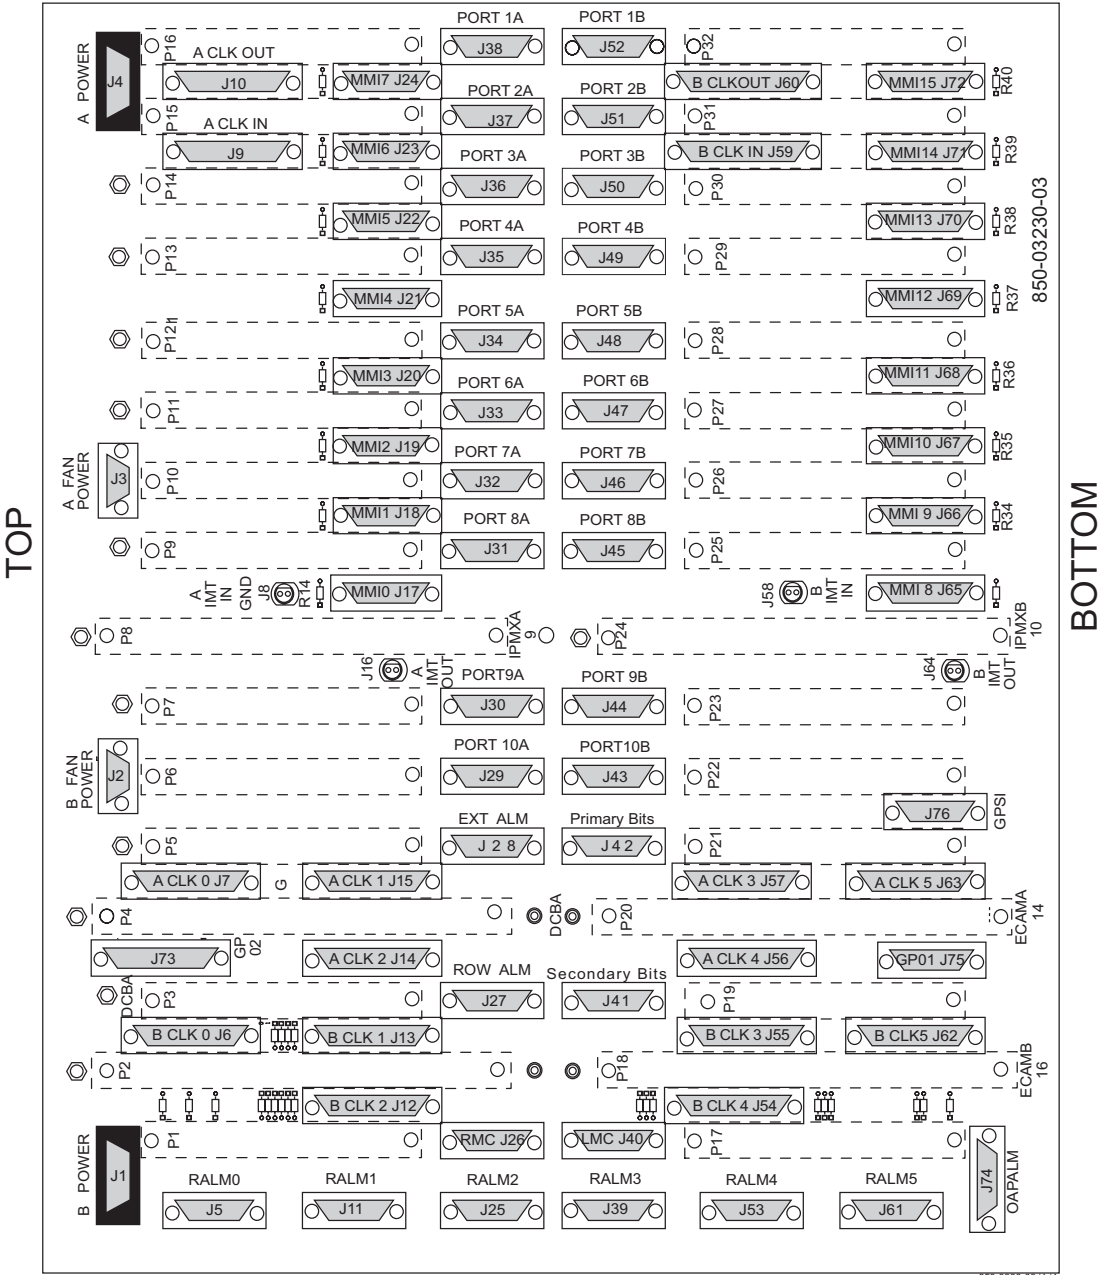 PORT 1A PORT 1B
A POWER J4 P16 A CLK OUT J38 J52 P32
J10 MMI7 J24 B CLKOUT J60 MMI15 J72 R40
PORT 2A PORT 2B
P15 A CLK IN J37 J51 P31
J9 MMI6 J23 B CLK IN J59 MMI14 J71 R39
PORT 3A PORT 3B
P14 J36 J50 P30
850-03230-03
MMI5 J22 MMI13 J70 R38
PORT 4A PORT 4B
P13 J35 J49 P29
MMI4 J21 MMI12 J69 R37
PORT 5A PORT 5B
P121 J34 J48 P28
MMI3 J20 MMI11 J68 R36
PORT 6A PORT 6B
P11 J33 J47 P27
MMI2 J19 MMI10 J67 R35
PORT 7A PORT 7B
A FAN POWER J3 P10 J32 J46 P26
MMI1 J18 MMI 9 J66 R34
PORT 8A PORT 8B
TOP
BOTTOM
P9 J31 J45 P25
A IMT IN GND J8 R14 MMI0 J17 J58 B IMT IN MMI 8 J65
P8 IPMXA 9 P24 IPMXB 10
J16 A IMT OUT J64 B IMT OUT
PORT9A PORT 9B
P7 J30 J44 P23
PORT 10A PORT10B
B FAN POWER J2 P6 J29 J43 P22
J76 GPSI
EXT ALM Primary Bits
P5 J 2 8 J 4 2 P21
A CLK 0 J7 G A CLK 1 J15 A CLK 3 J57 A CLK 5 J63
P4 DCBA P20 ECAMA 14
J73 GP 02 A CLK 2 J14 A CLK 4 J56 GP01 J75
ROW ALM Secondary Bits
DCBA P3 J27 J41 P19
B CLK 0 J6 B CLK 1 J13 B CLK 3 J55 B CLK5 J62
P2 P18 ECAMB 16
B CLK 2 J12 B CLK 4 J54
B POWER J1 P1 RMC J26 LMC J40 P17 J74 OAPALM
RALM0 RALM1 RALM2 RALM3 RALM4 RALM5
J5 J11 J25 J39 J53 J61